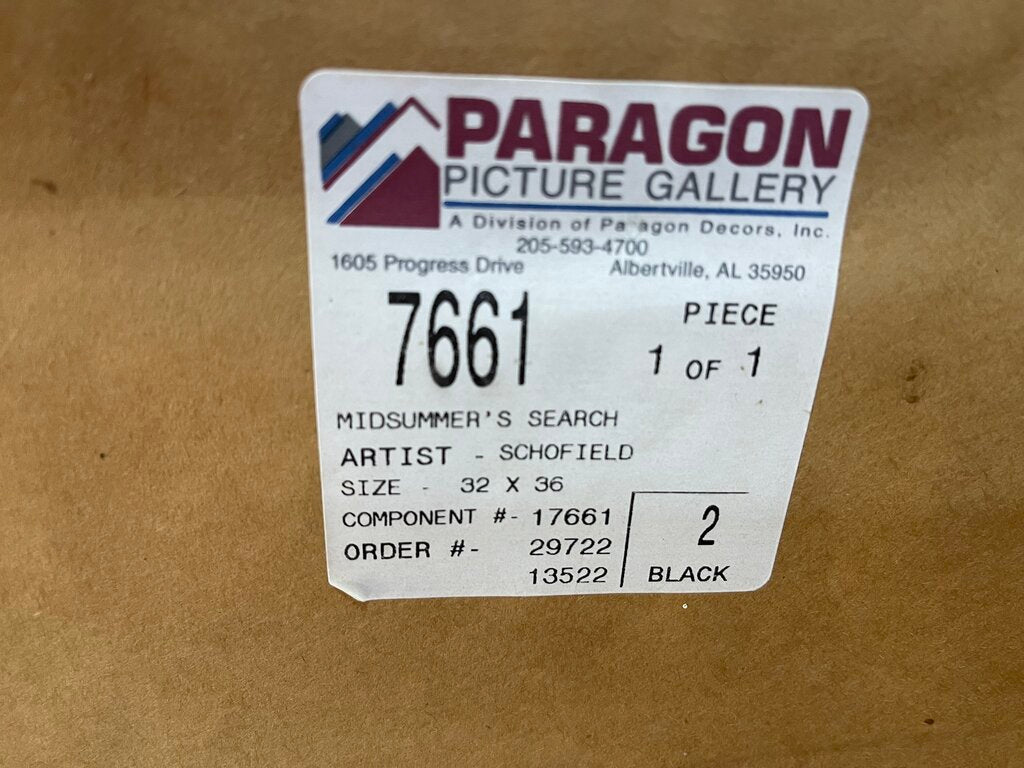 PARAGON
PICTURE GALLERY
A Division of Paragon Decors, Inc.
205-593-4700
1605 Progress Drive Albertville, AL 35950
7661 PIECE
1 OF 1
MIDSUMMER'S SEARCH
ARTIST - SCHOFIELD
SIZE - 32 X 36
COMPONENT #- 17661 2
ORDER #- 29722
13522 BLACK